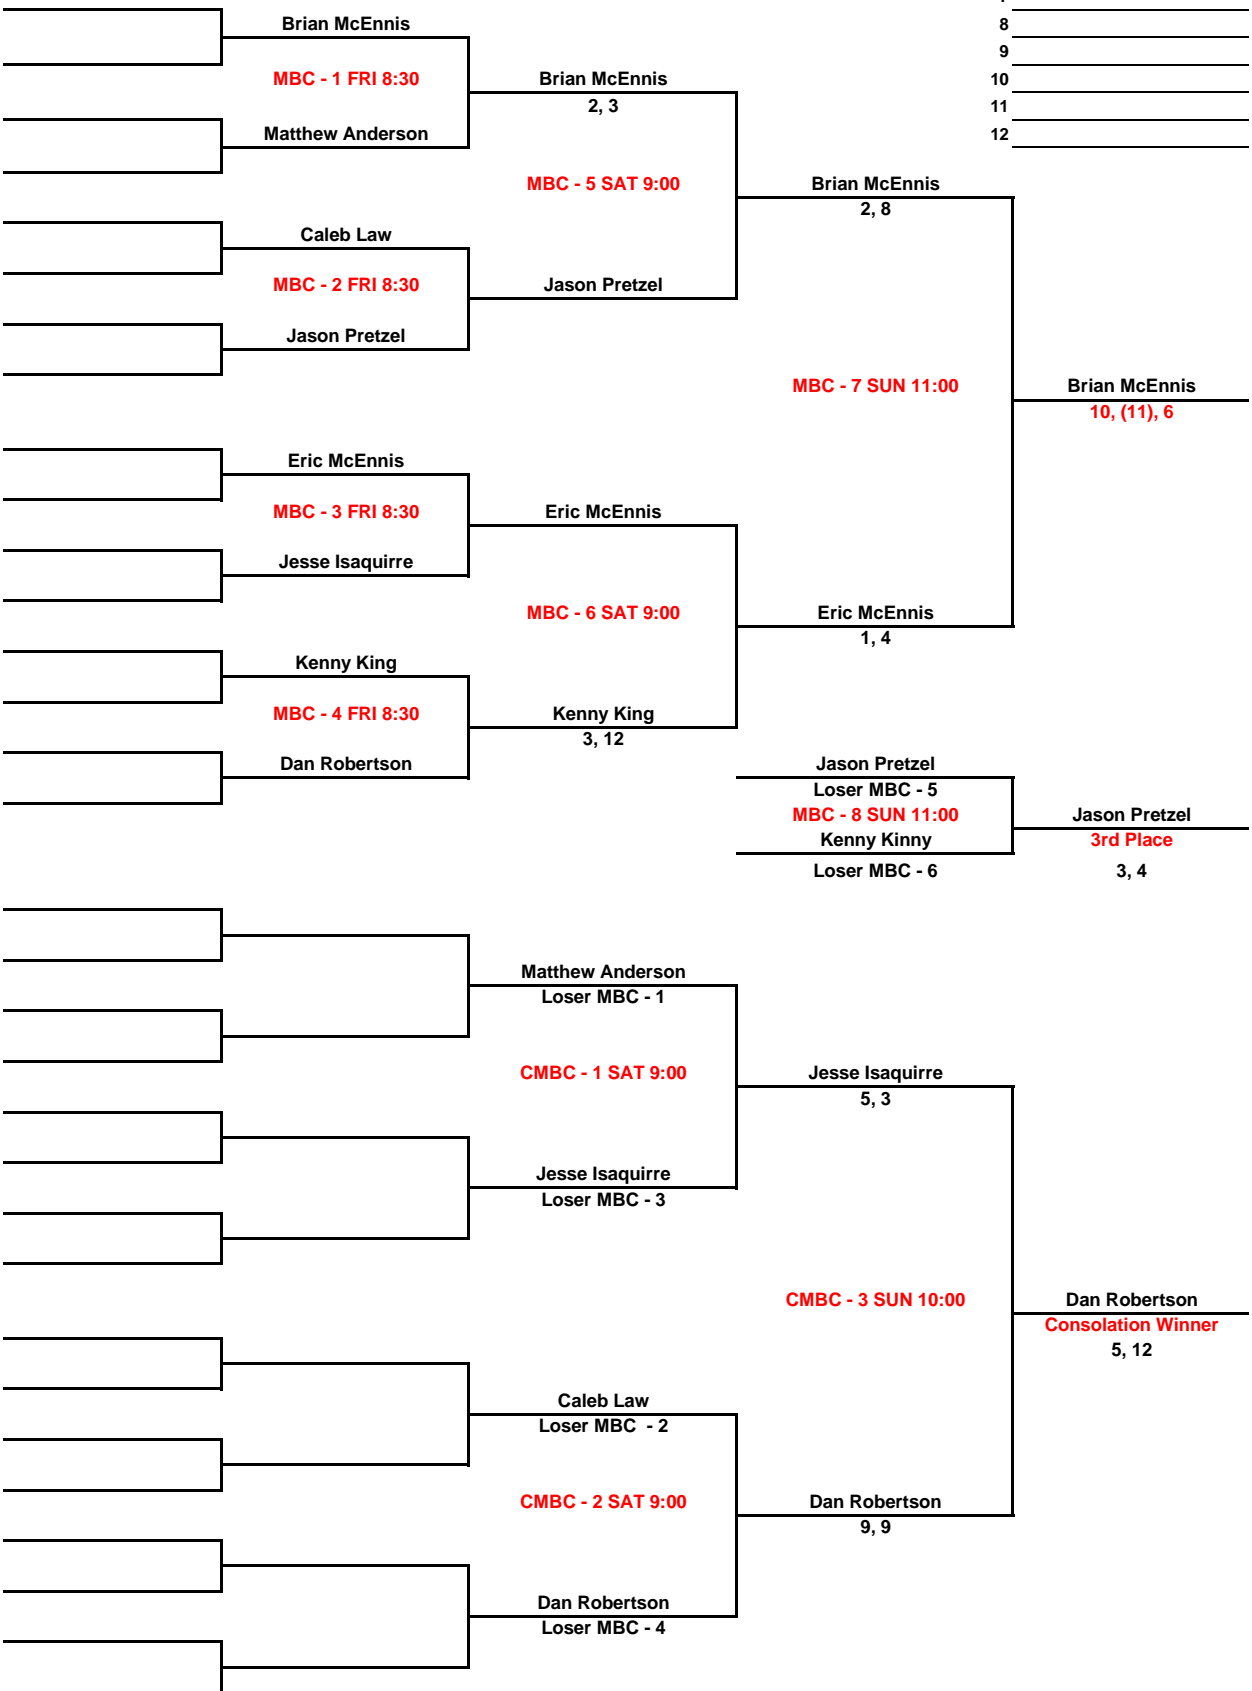 8
9
10
11
12
Brian McEnnis
MBC - 1 FRI 8:30
Matthew Anderson
Brian McEnnis
2, 3
MBC - 5 SAT 9:00
Brian McEnnis
2, 8
Caleb Law
MBC - 2 FRI 8:30
Jason Pretzel
Jason Pretzel
MBC - 7 SUN 11:00
Brian McEnnis
10, (11), 6
Eric McEnnis
MBC - 3 FRI 8:30
Jesse Isaquirre
Eric McEnnis
MBC - 6 SAT 9:00
Eric McEnnis
1, 4
Kenny King
MBC - 4 FRI 8:30
Dan Robertson
Kenny King
3, 12
Jason Pretzel
Loser MBC - 5
MBC - 8 SUN 11:00
Kenny Kinny
Loser MBC - 6
Jason Pretzel
3rd Place
3, 4
Matthew Anderson
Loser MBC - 1
CMBC - 1 SAT 9:00
Jesse Isaquirre
5, 3
Jesse Isaquirre
Loser MBC - 3
CMBC - 3 SUN 10:00
Dan Robertson
Consolation Winner
5, 12
Caleb Law
Loser MBC  - 2
CMBC - 2 SAT 9:00
Dan Robertson
9, 9
Dan Robertson
Loser MBC - 4